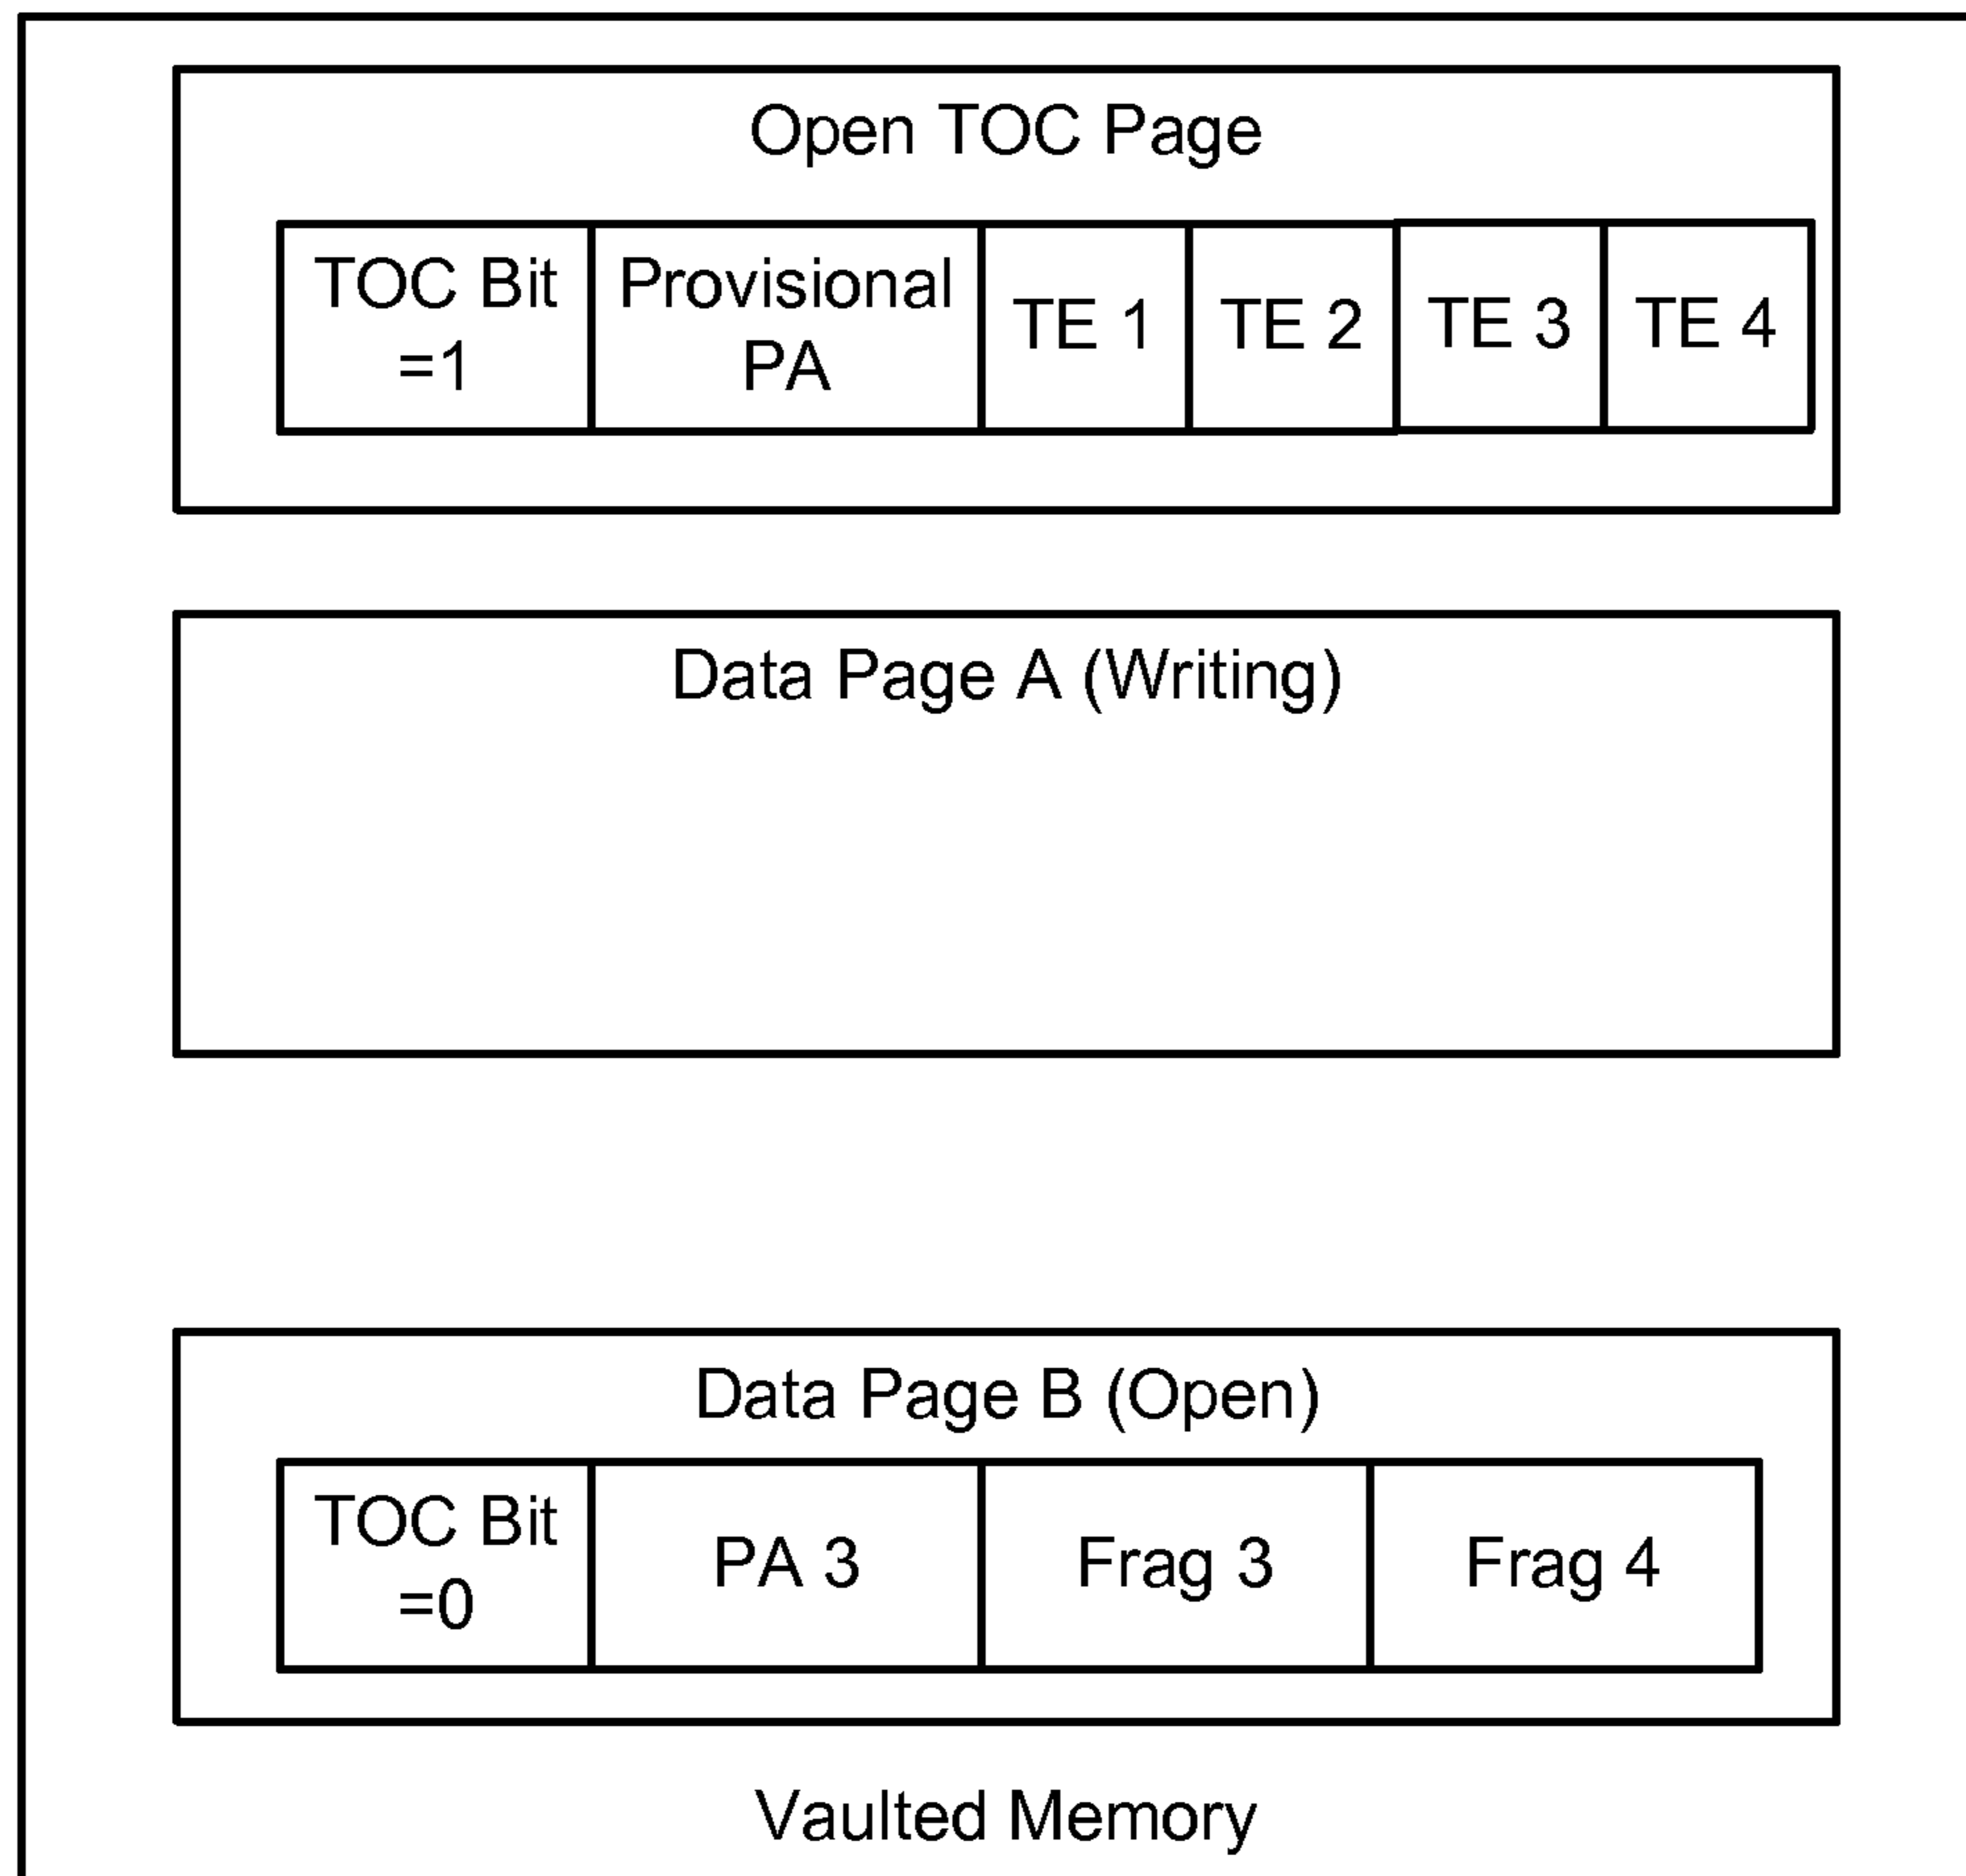 Open TOC Page
TOC Bit =1
Provisional PA
TE 1
TE 2
TE 3
TE 4
Data Page A (Writing)
Data Page B (Open)
TOC Bit =0
PA 3
Frag 3
Frag 4
Vaulted Memory